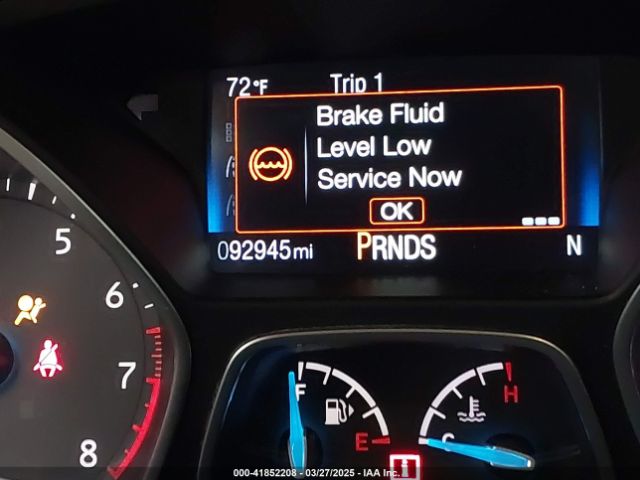 72°F Trip 1
Brake Fluid
Level Low
Service Now
OK
092945mi PRNDS N
5
6
7
8
F
E
H
C
000-41852208 - 03/27/2025 - IAA Inc.